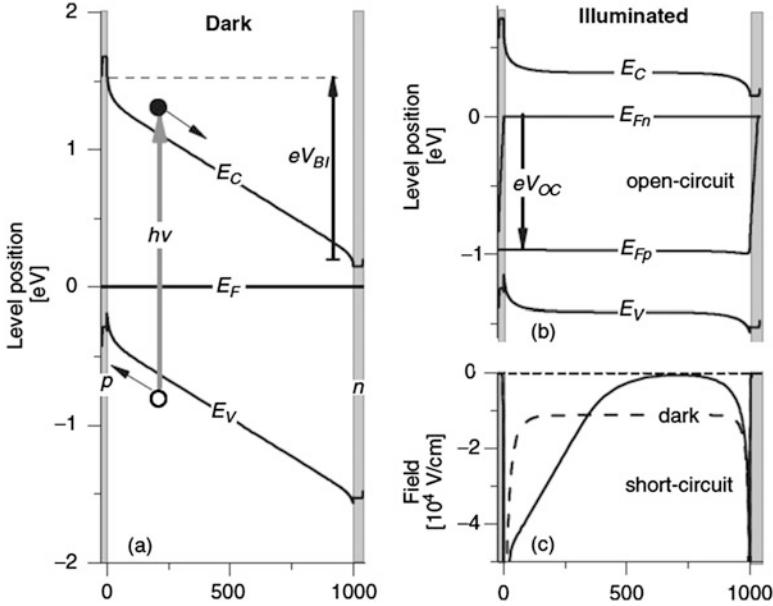 Dark
2
1
0
−1
−2
Level position
[eV]
eV_BI
E_C
hν
E_F
p
n
E_V
(a)
0
500
1000
Illuminated
0
−1
Level position
[eV]
E_C
E_Fn
eV_OC
open-circuit
E_Fp
E_V
(b)
0
−2
−4
Field
[10⁴ V/cm]
dark
short-circuit
(c)
0
500
1000